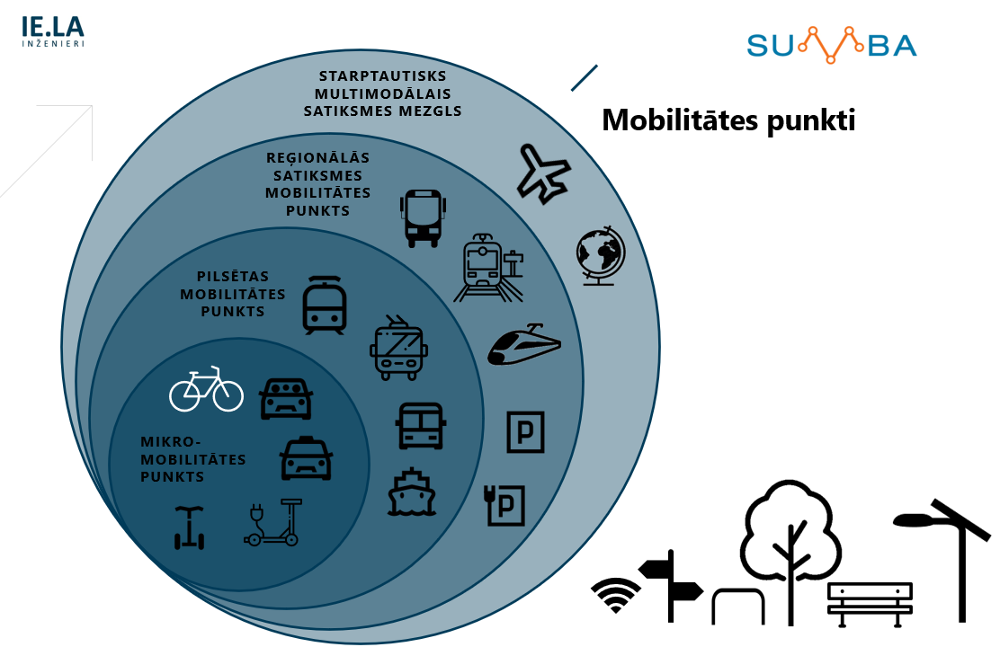 IE.LA
INŽENIERI
SUMBA
Mobilitātes punkti
STARPTAUTISKS
MULTIMODĀLAIS
SATIKSMES MEZGLS
REĢIONĀLĀS
SATIKSMES
MOBILITĀTES
PUNKTS
PILSĒTAS
MOBILITĀTES
PUNKTS
MIKRO-
MOBILITĀTES
PUNKTS
P
P